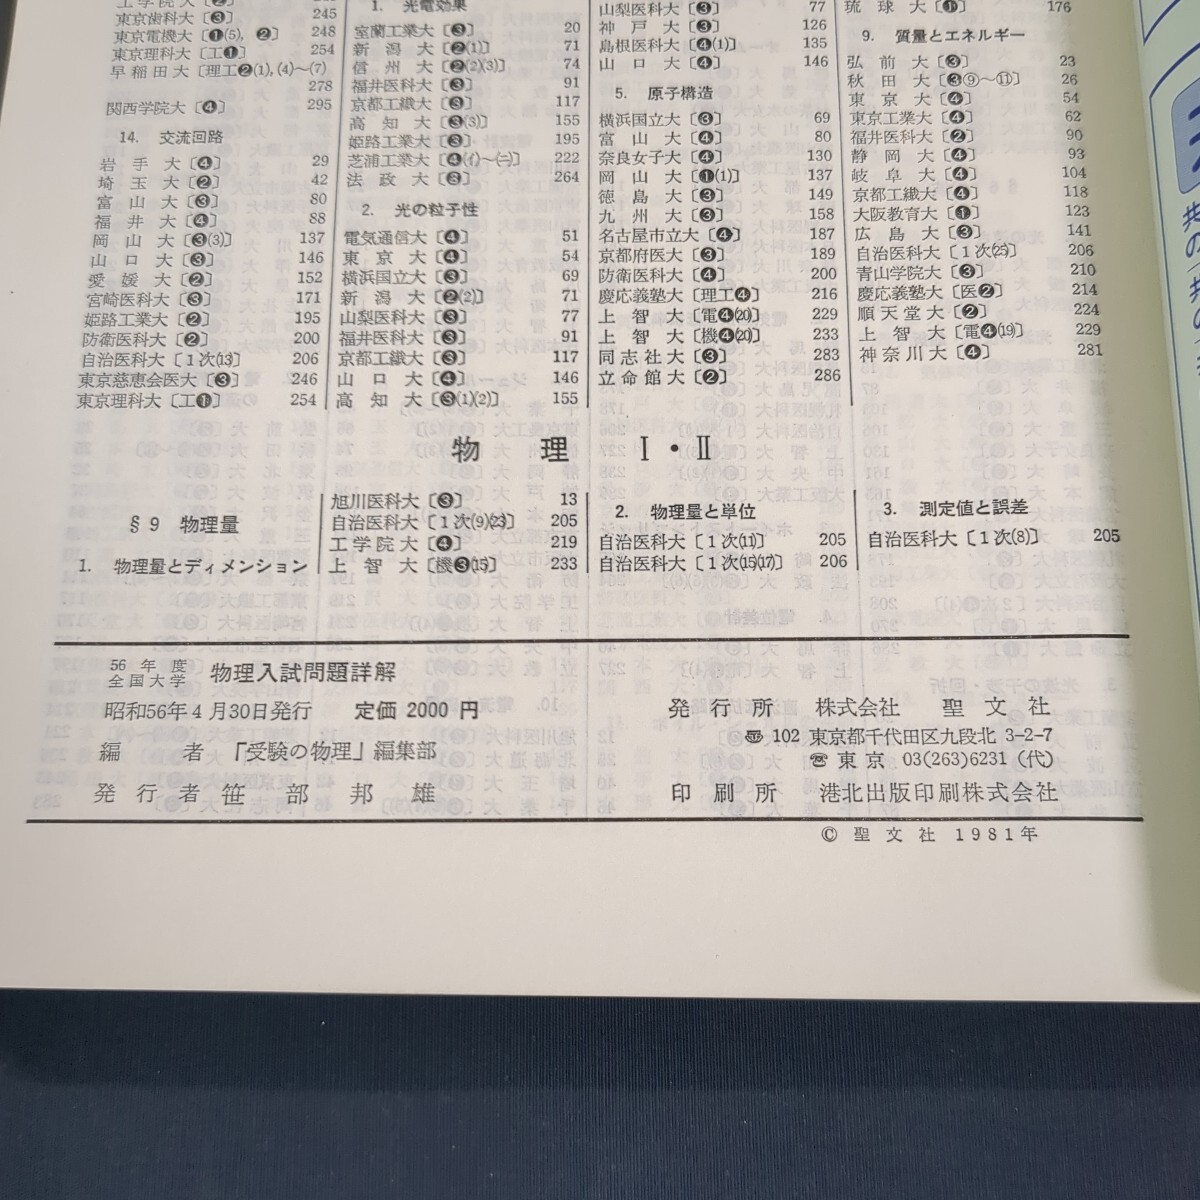 東京歯科大〔❸〕 245
東京電機大〔❶(5), ❷〕 248
東京理科大〔工❶〕 254
早稲田大〔理工❷(1), (4)～(7)
278
関西学院大〔❹〕 295
14. 交流回路
岩手大〔❹〕 29
埼玉大〔❷〕 42
富山大〔❸〕 80
福井大〔❹〕 88
岡山大〔❸(3)〕 137
山口大〔❸〕 146
愛媛大〔❷〕 152
宮崎医科大〔❸〕 171
姫路工業大〔❷〕 195
防衛医科大〔❷〕 200
自治医科大〔1次⒀〕 206
東京慈恵会医大〔❸〕 246
東京理科大〔工❶〕 254
1. 光電効果
室蘭工業大〔❸〕 20
新潟大〔❷(1)〕 71
信州大〔❷(2)(3)〕 74
福井医科大〔❸〕 91
京都工繊大〔❸〕 117
高知大〔❸(3)〕 155
姫路工業大〔❸〕 195
芝浦工業大〔❹(イ)～(ニ)〕 222
法政大〔❸〕 264
2. 光の粒子性
電気通信大〔❹〕 51
東京大〔❹〕 54
横浜国立大〔❸〕 69
新潟大〔❷(2)〕 71
山梨医科大〔❸〕 77
福井医科大〔❸〕 91
京都工繊大〔❸〕 117
山口大〔❹〕 146
高知大〔❸(1)(2)〕 155
山梨医科大〔❸〕 77
神戸大〔❸〕 126
島根医科大〔❹(1)〕 135
山口大〔❹〕 146
5. 原子構造
横浜国立大〔❸〕 69
富山大〔❹〕 80
奈良女子大〔❹〕 130
岡山大〔❶(1)〕 137
徳島大〔❸〕 149
九州大〔❸〕 158
名古屋市立大〔❹〕 187
京都府医大〔❸〕 189
防衛医科大〔❹〕 200
慶応義塾大〔理工❹〕 216
上智大〔電❹⒇〕 229
上智大〔機❹⒇〕 233
同志社大〔❸〕 283
立命館大〔❷〕 286
琉球大〔❶〕 176
9. 質量とエネルギー
弘前大〔❸〕 23
秋田大〔❸⑨～⑪〕 26
東京大〔❹〕 54
東京工業大〔❹〕 62
福井医科大〔❷〕 90
静岡大〔❹〕 93
岐阜大〔❹〕 104
京都工繊大〔❹〕 118
大阪教育大〔❶〕 123
広島大〔❸〕 141
自治医科大〔1次(25)〕 206
青山学院大〔❸〕 210
慶応義塾大〔医❷〕 214
順天堂大〔❷〕 224
上智大〔電❹⒆〕 229
神奈川大〔❹〕 281
物理 Ⅰ・Ⅱ
§9 物理量
1. 物理量とディメンション
旭川医科大〔❸〕 13
自治医科大〔1次(9)(23)〕 205
工学院大〔❹〕 219
上智大〔機❸⒂〕 233
2. 物理量と単位
自治医科大〔1次⑾〕 205
自治医科大〔1次⒂⒄〕 206
3. 測定値と誤差
自治医科大〔1次(8)〕 205
56年度 全国大学 物理入試問題詳解
昭和56年4月30日発行 定価 2000 円
編者 『受験の物理』編集部
発行者 笹部邦雄
発行所 株式会社 聖文社
〠 102 東京都千代田区九段北 3-2-7
☏ 東京 03(263)6231 (代)
印刷所 港北出版印刷株式会社
© 聖文社 1981年